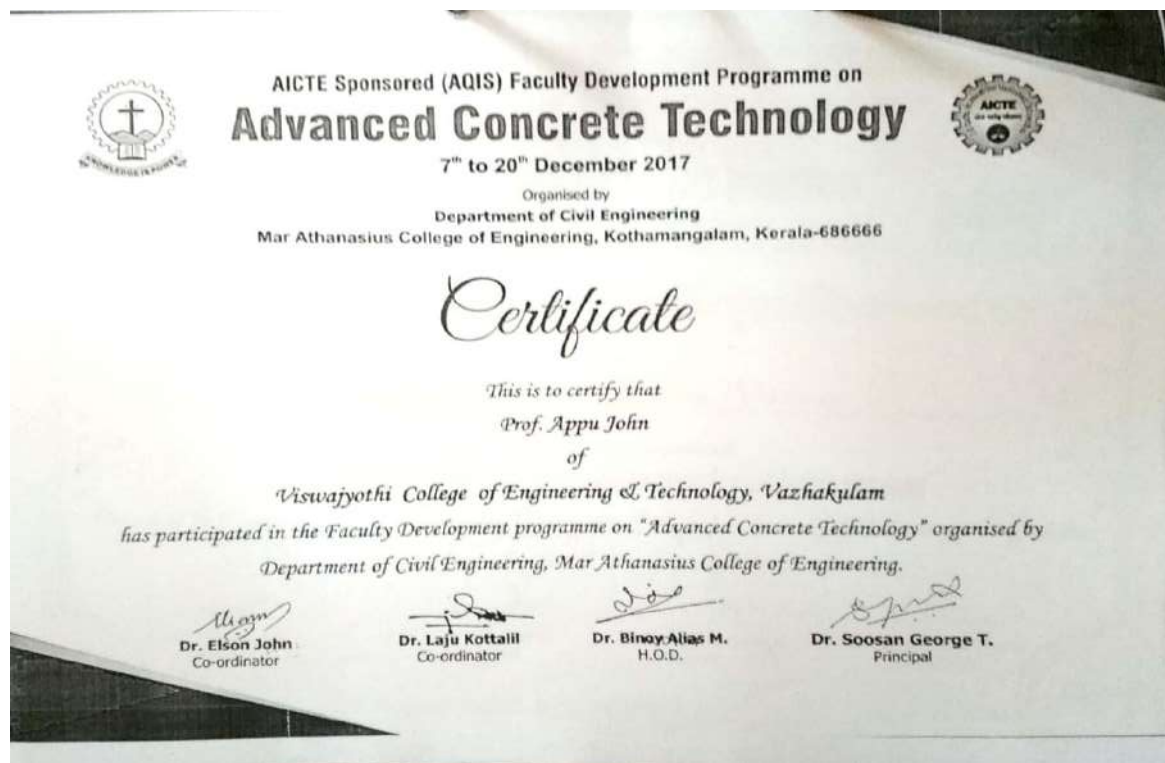 AICTE Sponsored (AQIS) Faculty Development Programme on
Advanced Concrete Technology
7th to 20th December 2017
Organised by
Department of Civil Engineering
Mar Athanasius College of Engineering, Kothamangalam, Kerala-686666
KNOWLEDGE IS POWER
AICTE
Certificate
This is to certify that
Prof. Appu John
of
Viswajyothi College of Engineering & Technology, Vazhakulam
has participated in the Faculty Development programme on "Advanced Concrete Technology" organised by
Department of Civil Engineering, Mar Athanasius College of Engineering.
Dr. Elson John
Co-ordinator
Dr. Laju Kottalil
Co-ordinator
Dr. Binoy Alias M.
H.O.D.
Dr. Soosan George T.
Principal